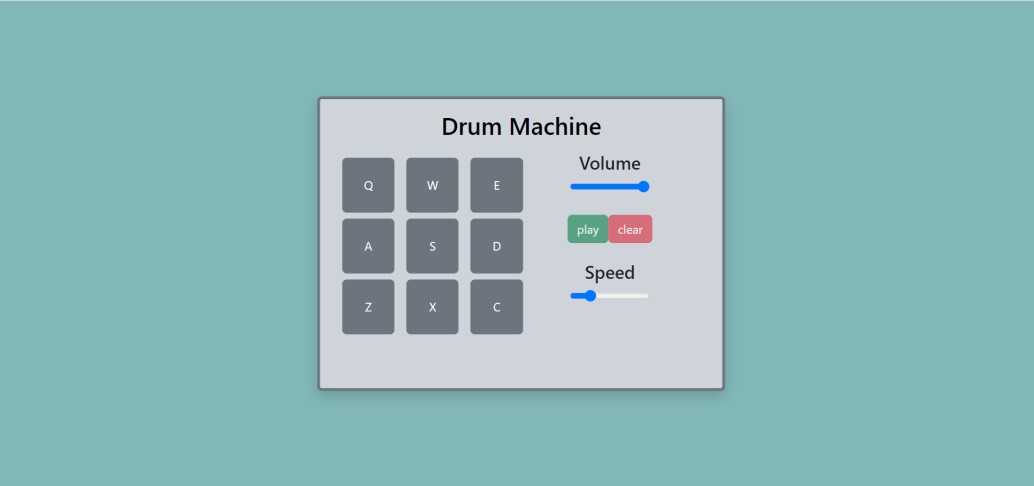 Drum Machine
Q W E
A S D
Z X C
Volume
play clear
Speed